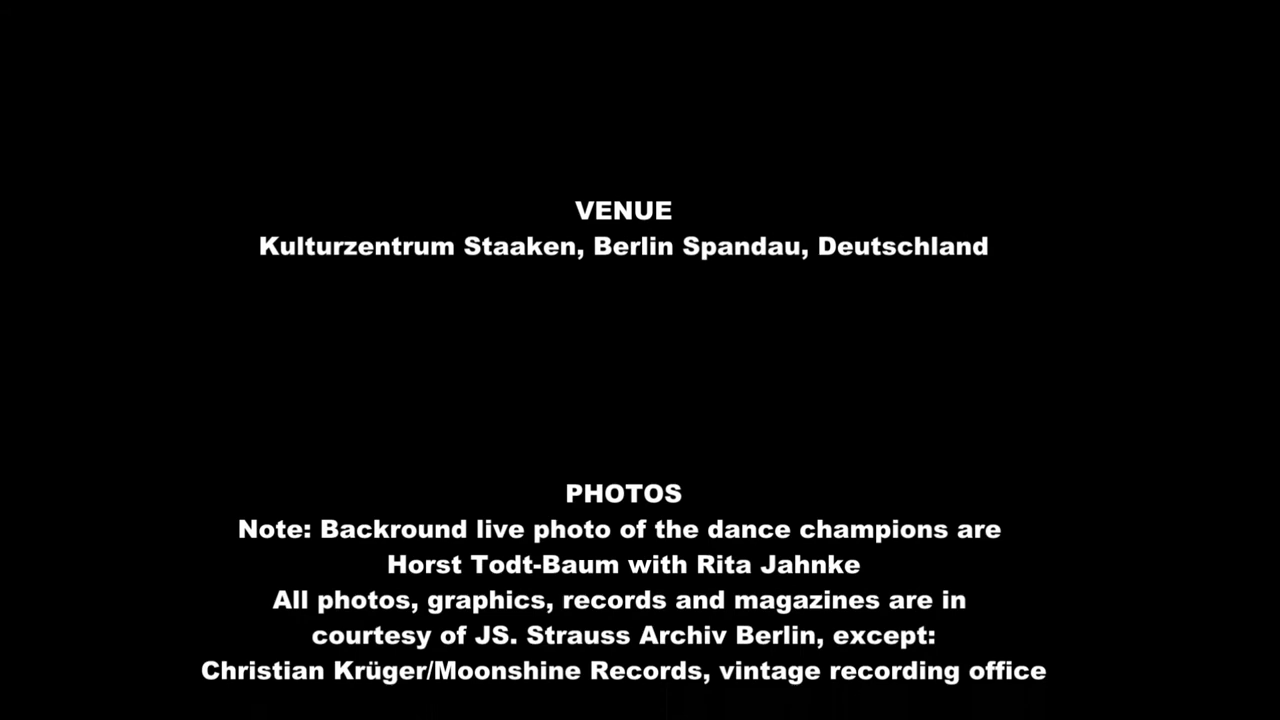 VENUE
Kulturzentrum Staaken, Berlin Spandau, Deutschland
PHOTOS
Note: Backround live photo of the dance champions are
Horst Todt-Baum with Rita Jahnke
All photos, graphics, records and magazines are in
courtesy of JS. Strauss Archiv Berlin, except:
Christian Krüger/Moonshine Records, vintage recording office